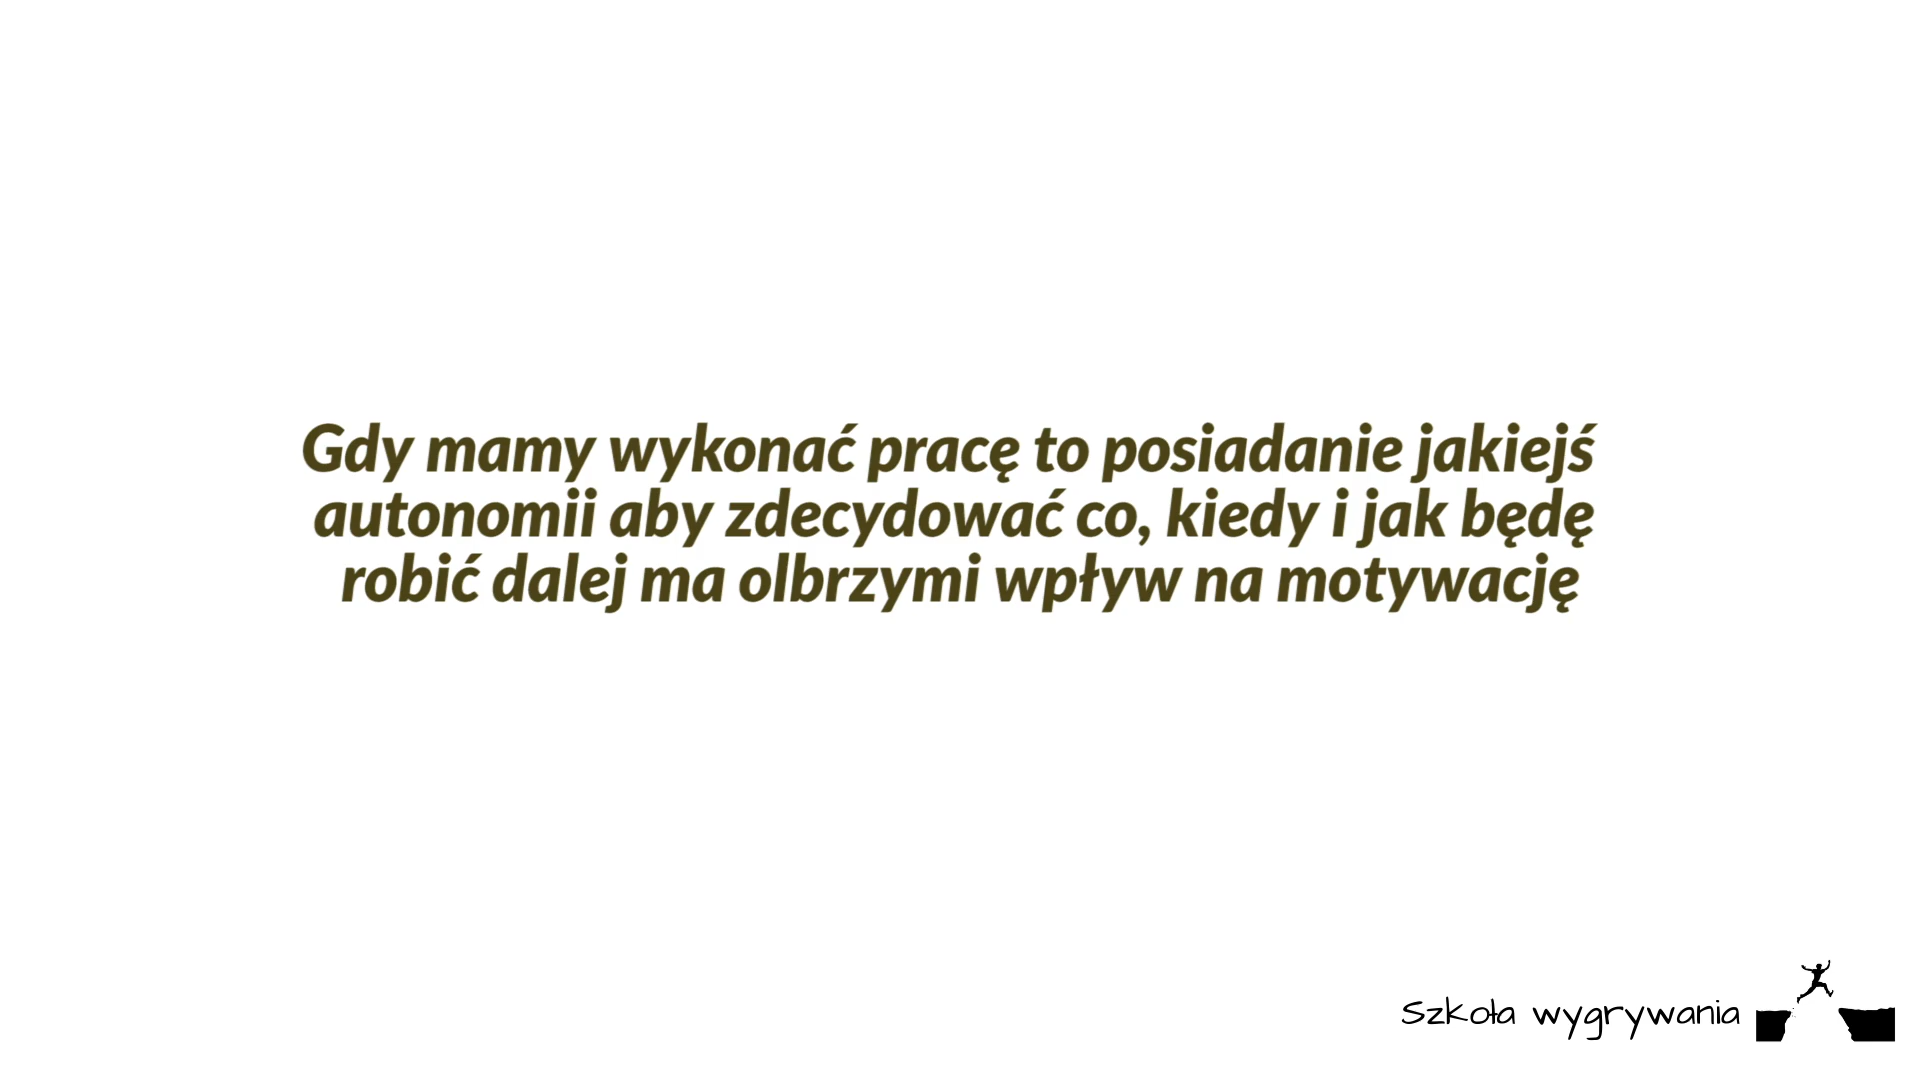 Gdy mamy wykonać pracę to posiadanie jakiejś
autonomii aby zdecydować co, kiedy i jak będę
robić dalej ma olbrzymi wpływ na motywację
Szkoła wygrywania